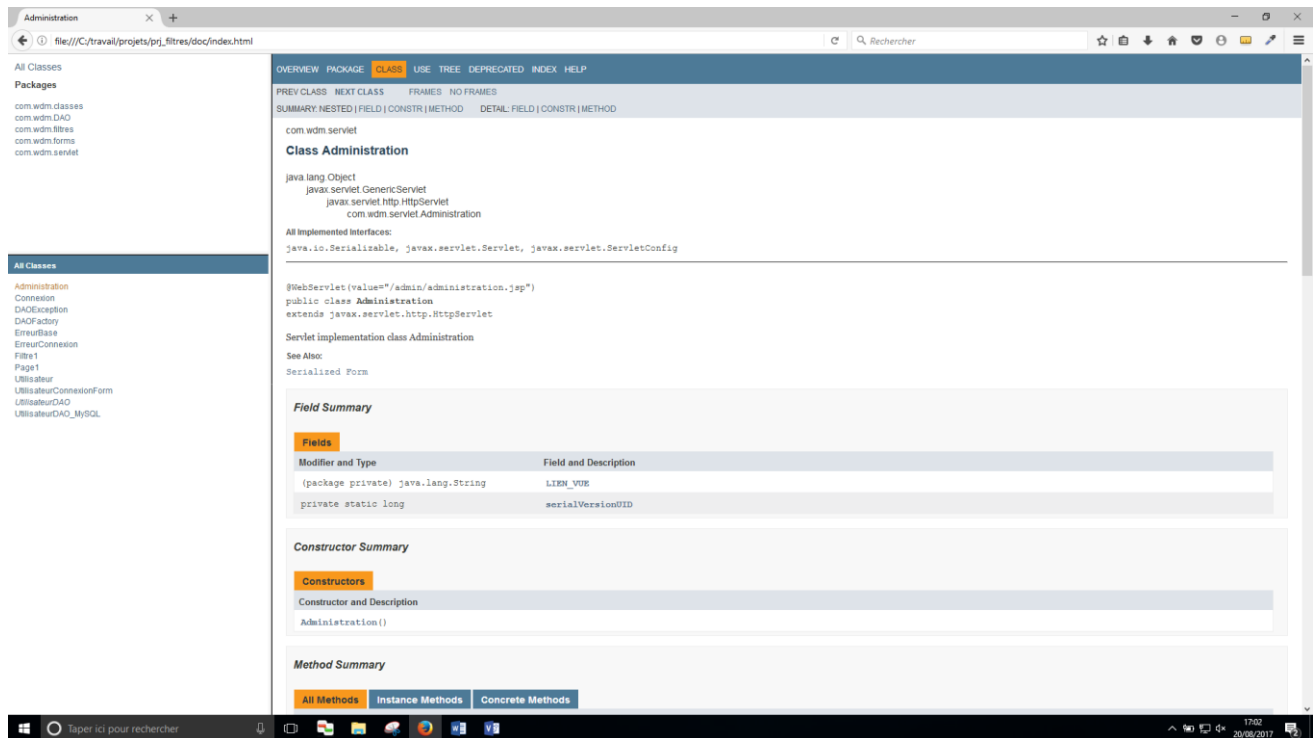 Administration
file:///C:/travail/projets/prj_filtres/doc/index.html
Rechercher
All Classes
Packages
com.wdm.classes
com.wdm.DAO
com.wdm.filtres
com.wdm.forms
com.wdm.servlet
All Classes
Administration
Connexion
DAOException
DAOFactory
ErreurBase
ErreurConnexion
Filtre1
Page1
Utilisateur
UtilisateurConnexionForm
UtilisateurDAO
UtilisateurDAO_MySQL
OVERVIEW PACKAGE CLASS USE TREE DEPRECATED INDEX HELP
PREV CLASS NEXT CLASS FRAMES NO FRAMES
SUMMARY: NESTED | FIELD | CONSTR | METHOD DETAIL: FIELD | CONSTR | METHOD
com.wdm.servlet
Class Administration
java.lang.Object
javax.servlet.GenericServlet
javax.servlet.http.HttpServlet
com.wdm.servlet.Administration
All Implemented Interfaces:
java.io.Serializable, javax.servlet.Servlet, javax.servlet.ServletConfig
@WebServlet(value="/admin/administration.jsp")
public class Administration
extends javax.servlet.http.HttpServlet
Servlet implementation class Administration
See Also:
Serialized Form
Field Summary
Fields
Modifier and Type Field and Description
(package private) java.lang.String LIEN_VUE
private static long serialVersionUID
Constructor Summary
Constructors
Constructor and Description
Administration()
Method Summary
All Methods Instance Methods Concrete Methods
Taper ici pour rechercher
17:02
20/08/2017